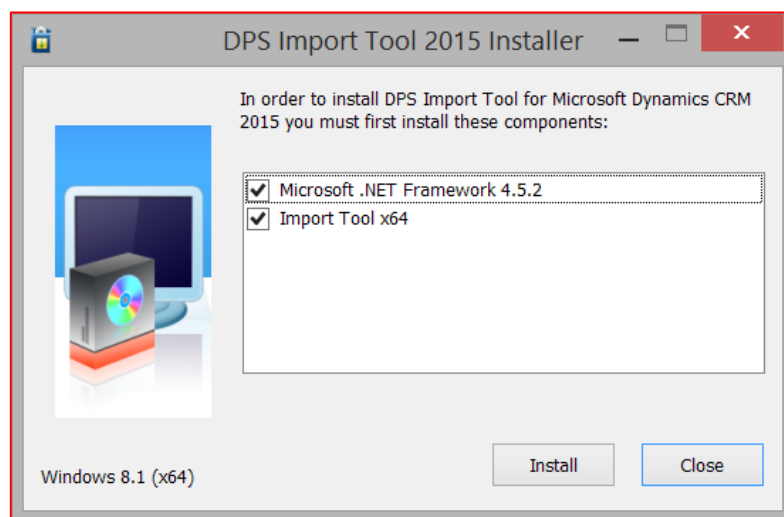 DPS Import Tool 2015 Installer
In order to install DPS Import Tool for Microsoft Dynamics CRM
2015 you must first install these components:
Microsoft .NET Framework 4.5.2
Import Tool x64
Install
Close
Windows 8.1 (x64)